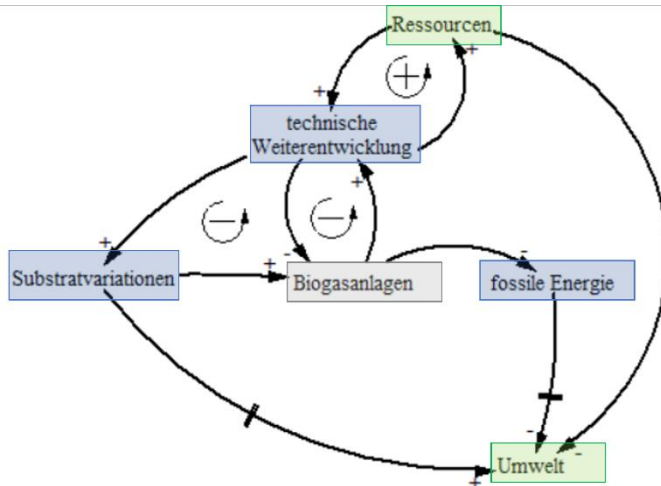 Ressourcen
+
+
+
technische
Weiterentwicklung
+
−
−
+
-
+
-
Substratvariationen
Biogasanlagen
fossile Energie
-
-
Umwelt
+